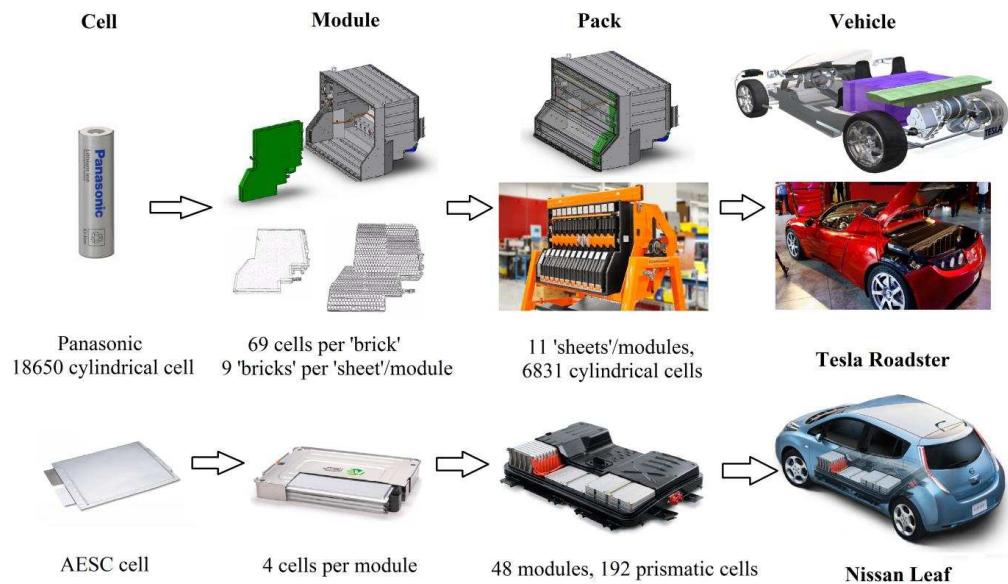 Cell
Module
Pack
Vehicle
TESLA
Panasonic
Panasonic
18650 cylindrical cell
69 cells per 'brick'
9 'bricks' per 'sheet'/module
11 'sheets'/modules,
6831 cylindrical cells
Tesla Roadster
AESC cell
4 cells per module
48 modules, 192 prismatic cells
Nissan Leaf